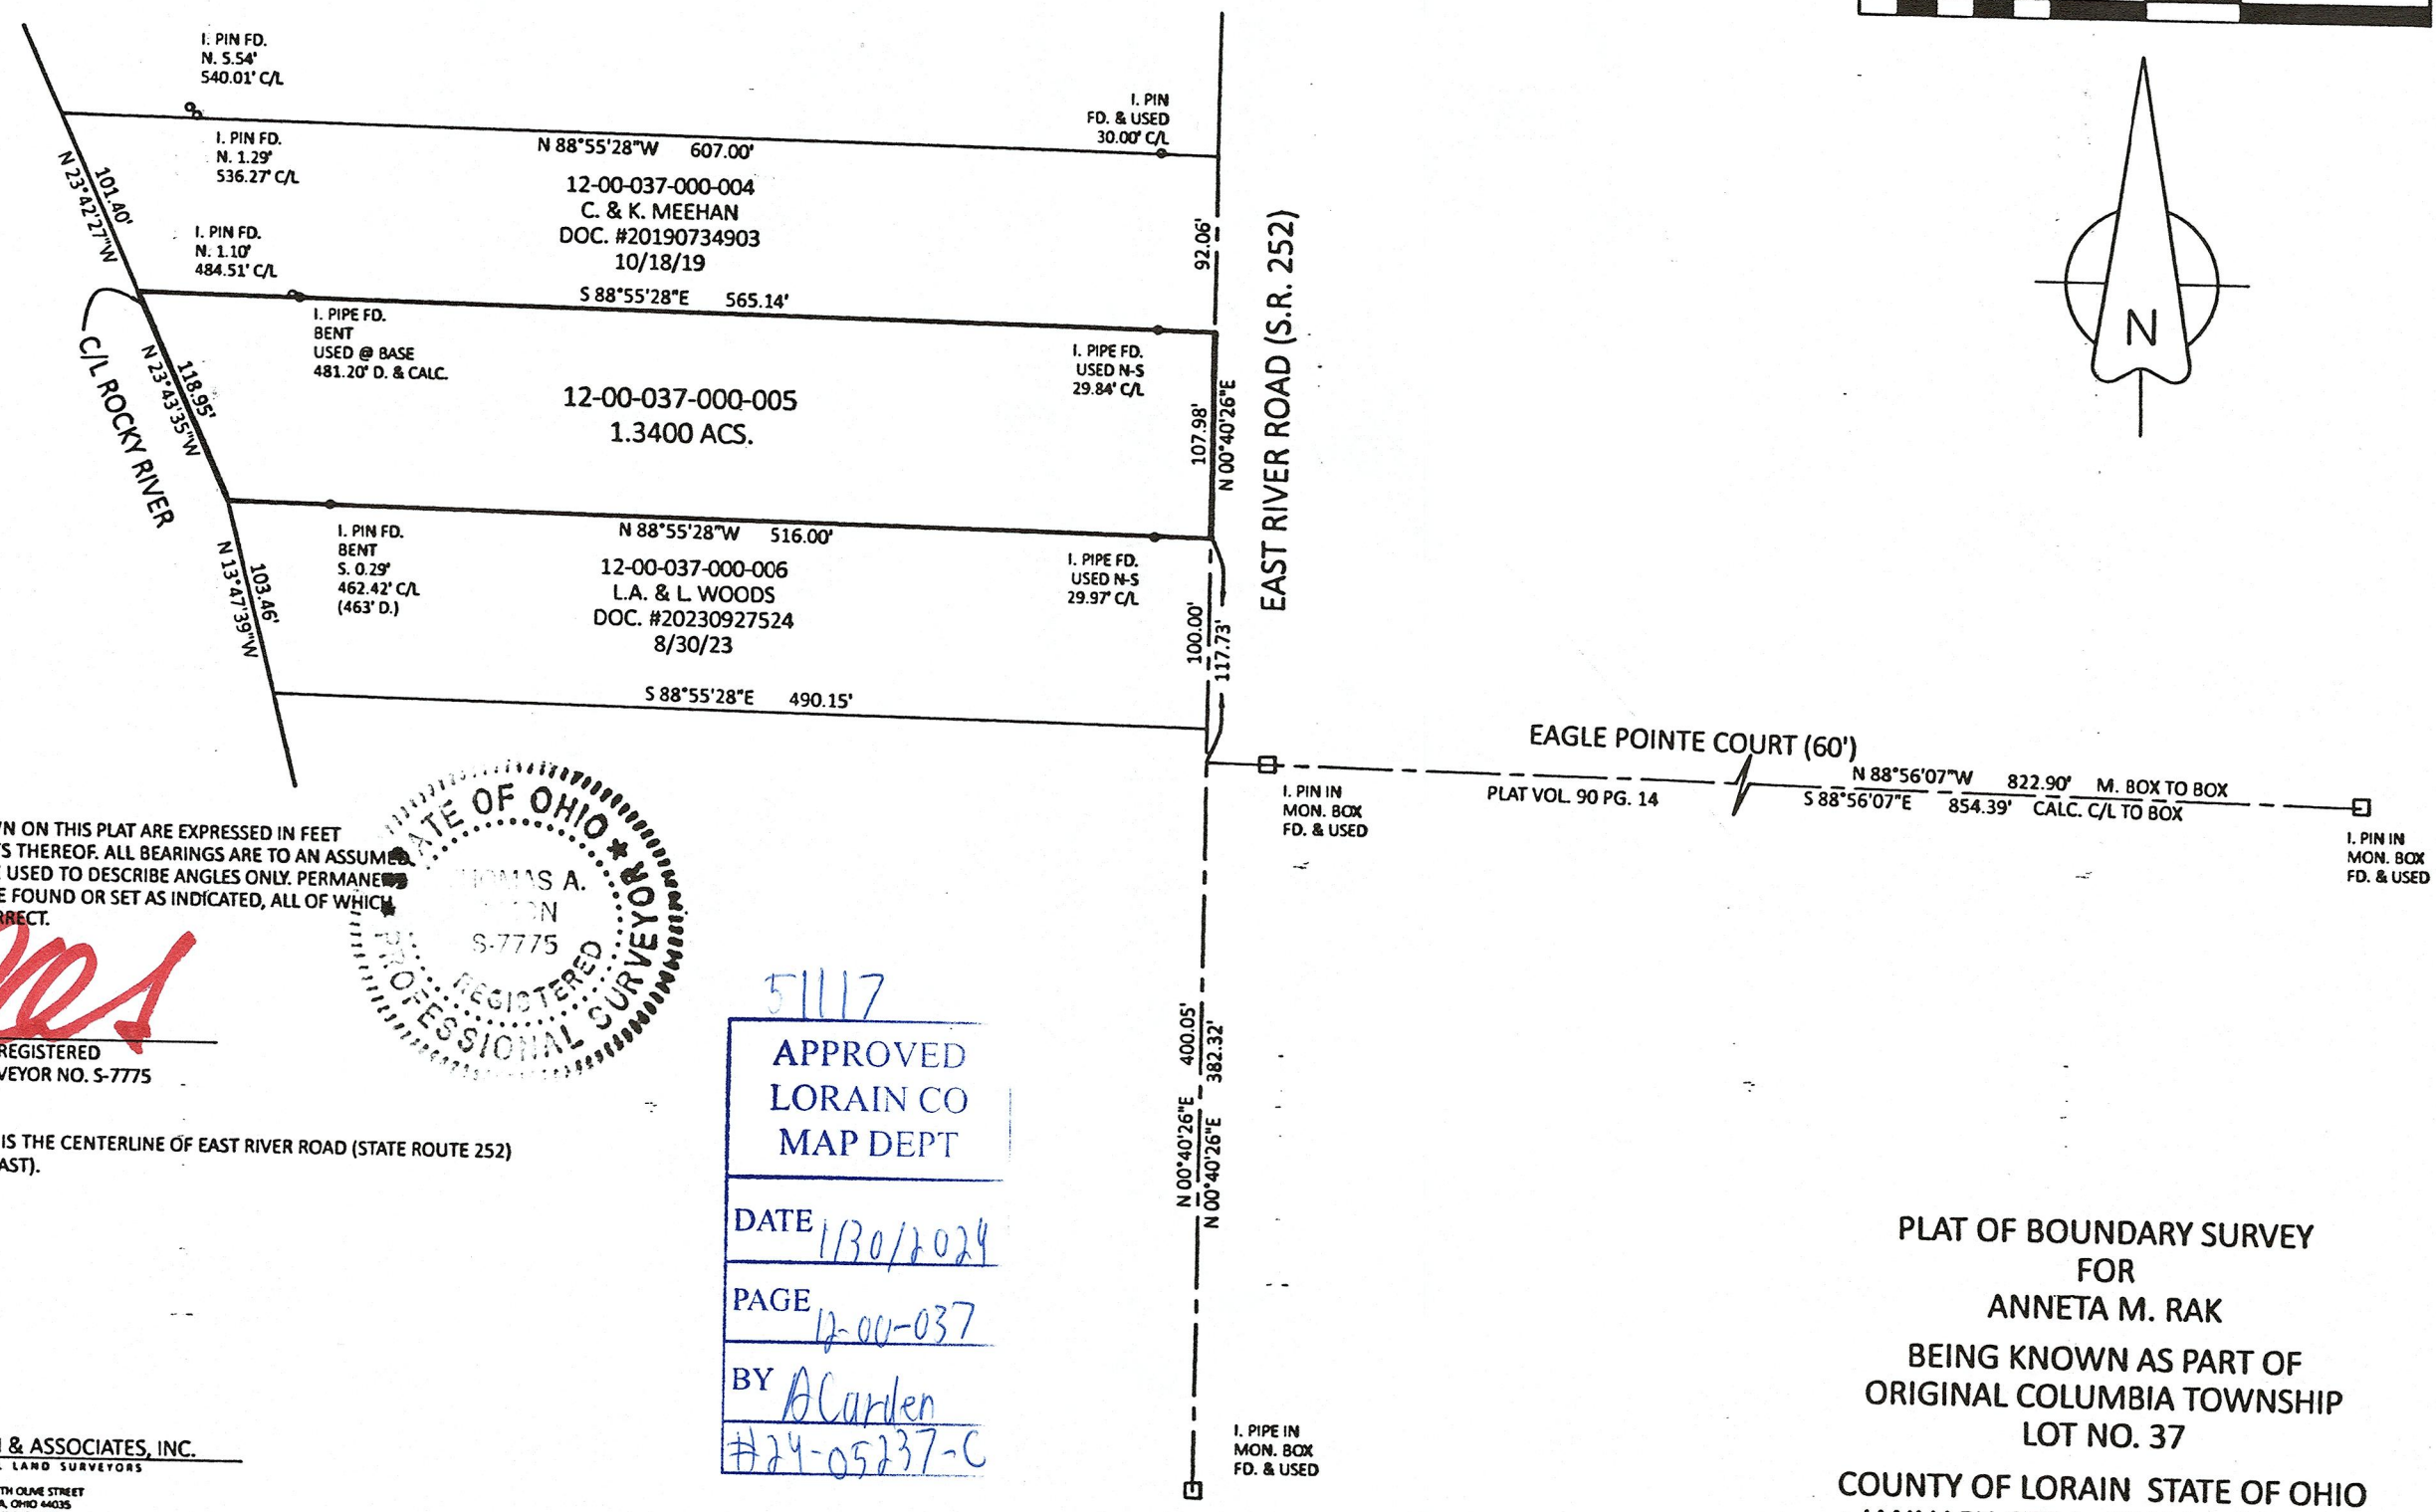 I. PIN FD.
N. 5.54'
540.01' C/L
I. PIN
FD. & USED
30.00' C/L
N 88°55'28"W 607.00'
I. PIN FD.
N. 1.29'
536.27' C/L
101.40'
N 23°42'27"W
12-00-037-000-004
C. & K. MEEHAN
DOC. #20190734903
10/18/19
92.06'
I. PIN FD.
N. 1.10'
484.51' C/L
S 88°55'28"E 565.14'
EAST RIVER ROAD (S.R. 252)
N
I. PIPE FD.
BENT
USED @ BASE
481.20' D. & CALC.
I. PIPE FD.
USED N-S
29.84' C/L
C/L ROCKY RIVER
118.95'
N 23°43'35"W
12-00-037-000-005
1.3400 ACS.
107.98'
N 00°40'26"E
N 88°55'28"W 516.00'
I. PIN FD.
BENT
S. 0.29'
462.42' C/L
(463' D.)
I. PIPE FD.
USED N-S
29.97' C/L
103.46'
N 13°47'39"W
12-00-037-000-006
L.A. & L. WOODS
DOC. #20230927524
8/30/23
100.00'
117.73'
S 88°55'28"E 490.15'
EAGLE POINTE COURT (60')
N 88°56'07"W 822.90' M. BOX TO BOX
PLAT VOL. 90 PG. 14
S 88°56'07"E 854.39' CALC. C/L TO BOX
I. PIN IN
MON. BOX
FD. & USED
I. PIN IN
MON. BOX
FD. & USED
ON THIS PLAT ARE EXPRESSED IN FEET
THEREOF. ALL BEARINGS ARE TO AN ASSUMED
USED TO DESCRIBE ANGLES ONLY.
FOUND OR SET AS INDICATED, ALL OF WHICH
STATE OF OHIO
THOMAS A.
S-7775
REGISTERED
PROFESSIONAL SURVEYOR
REGISTERED
VEYOR NO. S-7775
IS THE CENTERLINE OF EAST RIVER ROAD (STATE ROUTE 252)
AST).
51117
APPROVED
LORAIN CO
MAP DEPT
DATE 1/30/2024
PAGE 12-00-037
BY ACarden
#24-05237-C
N 00°40'26"E 400.05'
N 00°40'26"E 382.32'
I. PIPE IN
MON. BOX
FD. & USED
& ASSOCIATES, INC.
LAND SURVEYORS
TH OLIVE STREET
A, OHIO 44035
PLAT OF BOUNDARY SURVEY
FOR
ANNETA M. RAK
BEING KNOWN AS PART OF
ORIGINAL COLUMBIA TOWNSHIP
LOT NO. 37
COUNTY OF LORAIN STATE OF OHIO